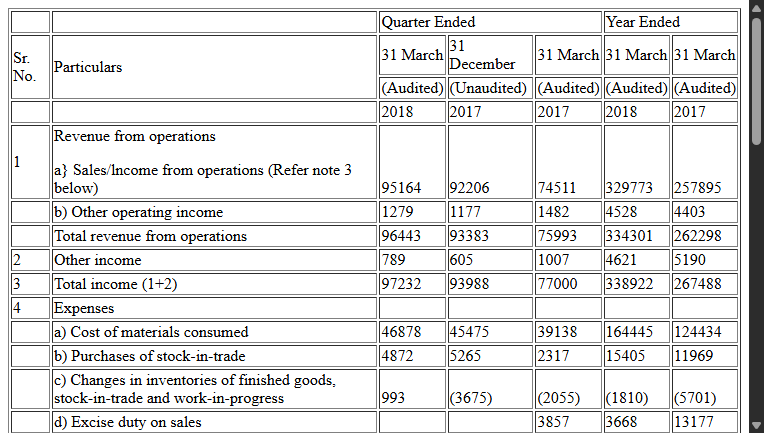 Quarter Ended Year Ended
Sr. No. Particulars 31 March 31 December 31 March 31 March 31 March
(Audited) (Unaudited) (Audited) (Audited) (Audited)
2018 2017 2017 2018 2017
1 Revenue from operations
a} Sales/Income from operations (Refer note 3 below) 95164 92206 74511 329773 257895
b) Other operating income 1279 1177 1482 4528 4403
Total revenue from operations 96443 93383 75993 334301 262298
2 Other income 789 605 1007 4621 5190
3 Total income (1+2) 97232 93988 77000 338922 267488
4 Expenses
a) Cost of materials consumed 46878 45475 39138 164445 124434
b) Purchases of stock-in-trade 4872 5265 2317 15405 11969
c) Changes in inventories of finished goods, stock-in-trade and work-in-progress 993 (3675) (2055) (1810) (5701)
d) Excise duty on sales 3857 3668 13177